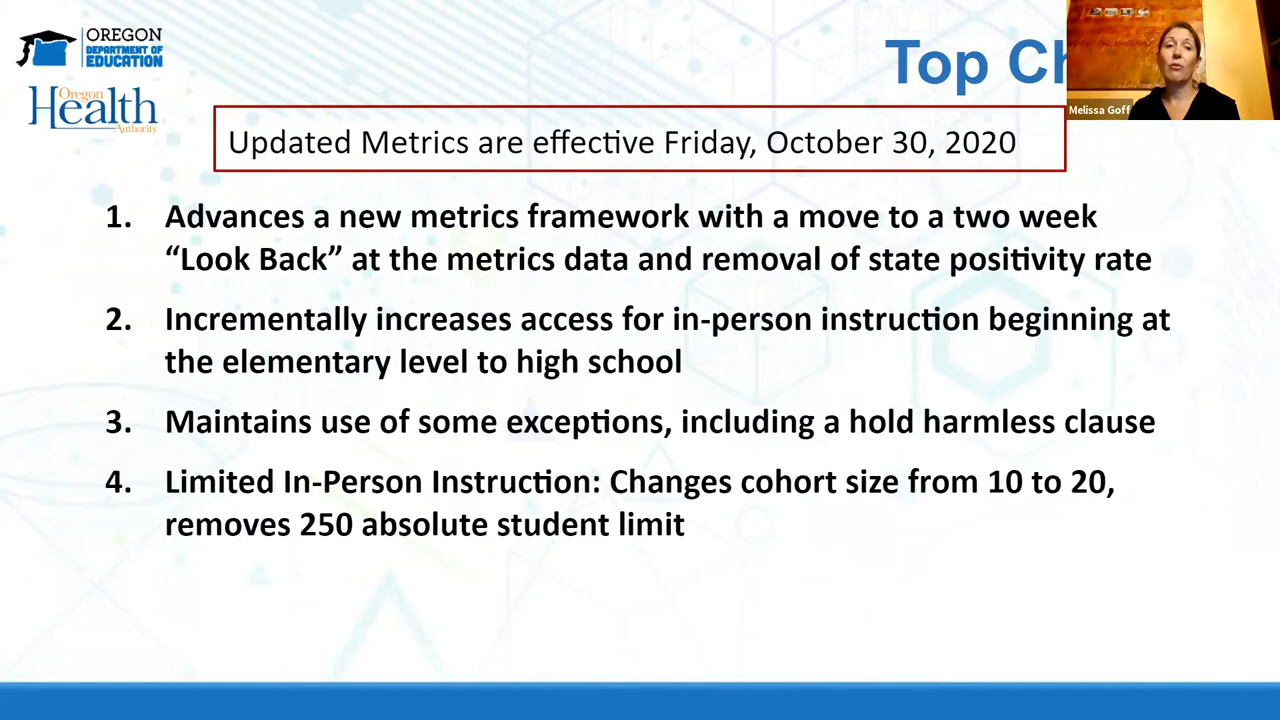 OREGON
DEPARTMENT OF
EDUCATION
Oregon
Health
Authority
Top Ch
Melissa Goff
Updated Metrics are effective Friday, October 30, 2020
1. Advances a new metrics framework with a move to a two week
“Look Back” at the metrics data and removal of state positivity rate
2. Incrementally increases access for in-person instruction beginning at
the elementary level to high school
3. Maintains use of some exceptions, including a hold harmless clause
4. Limited In-Person Instruction: Changes cohort size from 10 to 20,
removes 250 absolute student limit